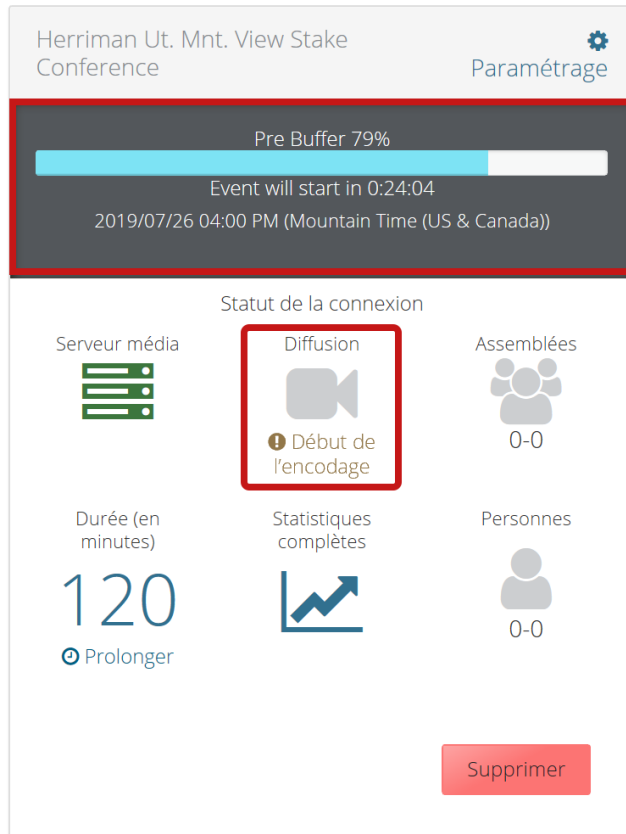 Herriman Ut. Mnt. View Stake
Conference
Paramétrage
Pre Buffer 79%
Event will start in 0:24:04
2019/07/26 04:00 PM (Mountain Time (US & Canada))
Statut de la connexion
Serveur média
Diffusion
Début de
l'encodage
Assemblées
0-0
Durée (en
minutes)
120
Prolonger
Statistiques
complètes
Personnes
0-0
Supprimer